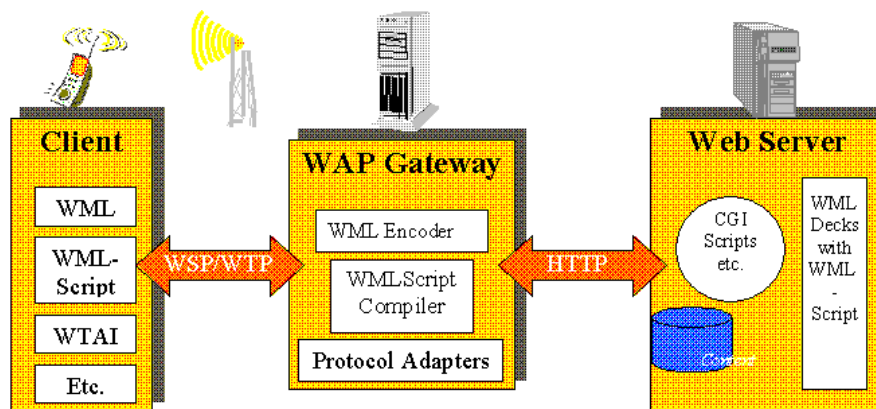 Client
WML
WML-
Script
WTAI
Etc.
WSP/WTP
WAP Gateway
WML Encoder
WMLScript
Compiler
Protocol Adapters
HTTP
Web Server
CGI
Scripts
etc.
Content
WML
Decks
with
WML
-
Script